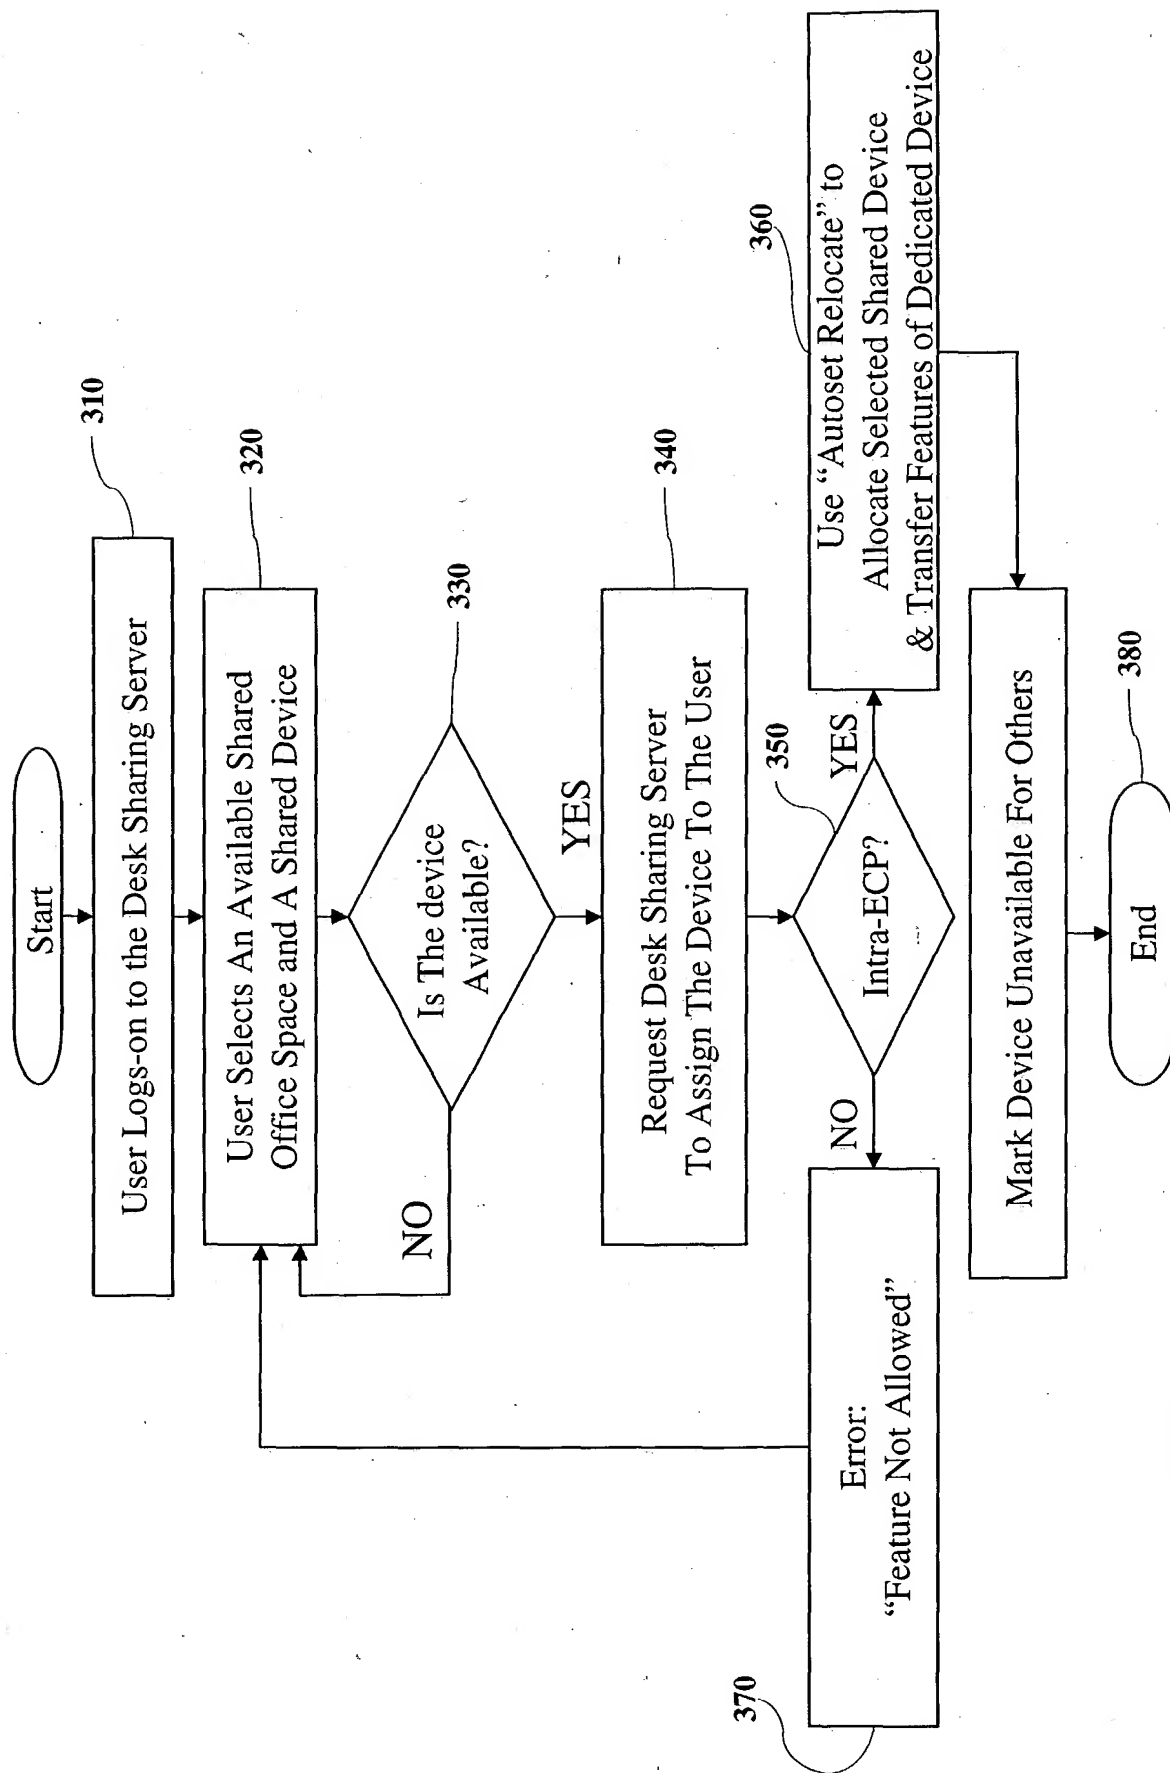 Start
310
User Logs-on to the Desk Sharing Server
320
User Selects An Available Shared
Office Space and A Shared Device
330
Is The device
Available?
NO
YES
340
Request Desk Sharing Server
To Assign The Device To The User
350
Intra-ECP?
YES
NO
360
Use “Autoset Relocate” to
Allocate Selected Shared Device
& Transfer Features of Dedicated Device
370
Error:
“Feature Not Allowed”
Mark Device Unavailable For Others
380
End